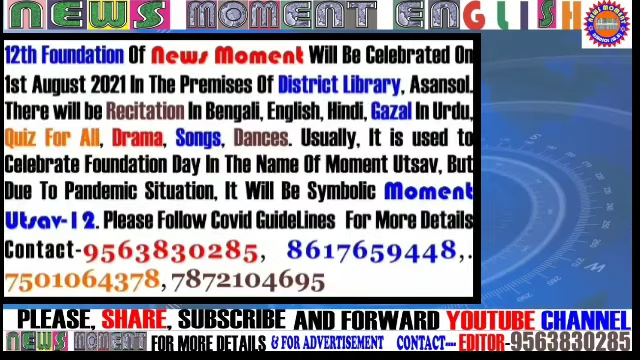 NEWS MOMENT ENGLISH
12th Foundation Of News Moment Will Be Celebrated On
1st August 2021 In The Premises Of District Library, Asansol.
There will be Recitation In Bengali, English, Hindi, Gazal In Urdu,
Quiz For All, Drama, Songs, Dances. Usually, It is used to
Celebrate Foundation Day In The Name Of Moment Utsav, But
Due To Pandemic Situation, It Will Be Symbolic Moment
Utsav-12. Please Follow Covid GuideLines For More Details
Contact-9563830285, 8617659448,.
7501064378, 7872104695
PLEASE, SHARE, SUBSCRIBE AND FORWARD YOUTUBE CHANNEL
NEWS MOMENT FOR MORE DETAILS & FOR ADVERTISEMENT CONTACT--- EDITOR-9563830285